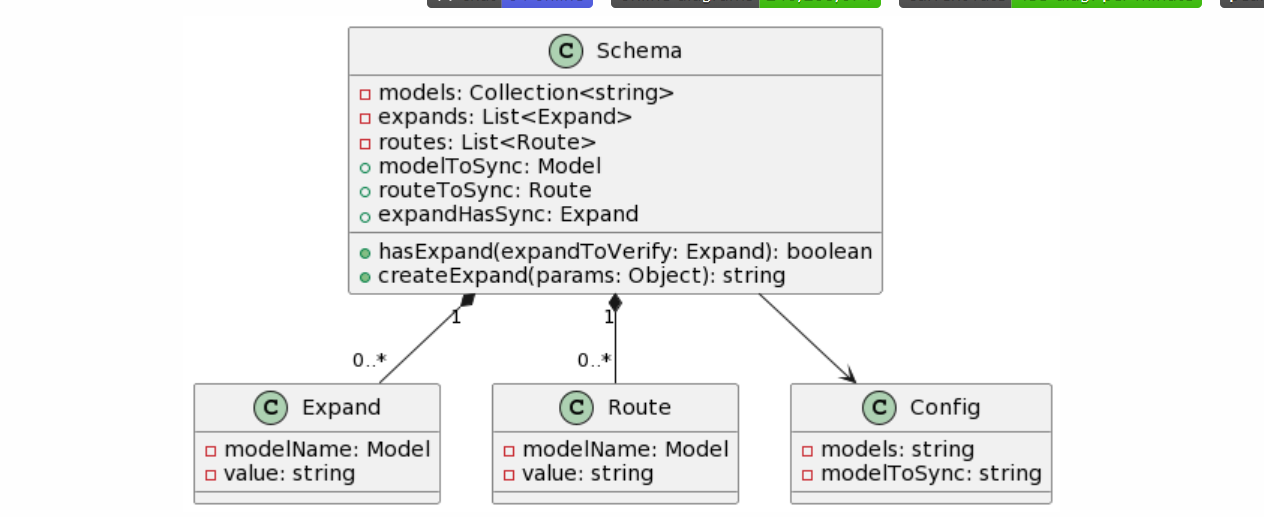 C Schema
models: Collection<string>
expands: List<Expand>
routes: List<Route>
modelToSync: Model
routeToSync: Route
expandHasSync: Expand
hasExpand(expandToVerify: Expand): boolean
createExpand(params: Object): string
1
1
0..*
0..*
C Expand
modelName: Model
value: string
C Route
modelName: Model
value: string
C Config
models: string
modelToSync: string